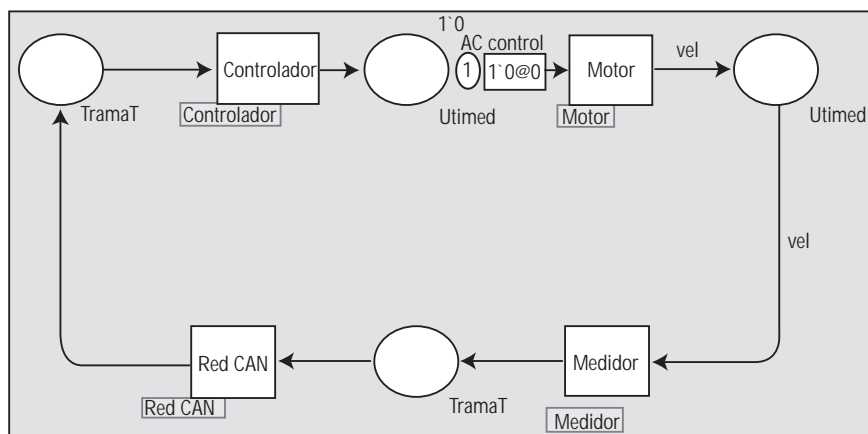 1`0
AC control
Controlador
1
1`0@0
Motor
vel
TramaT
Controlador
Utimed
Motor
Utimed
vel
Red CAN
Medidor
Red CAN
TramaT
Medidor